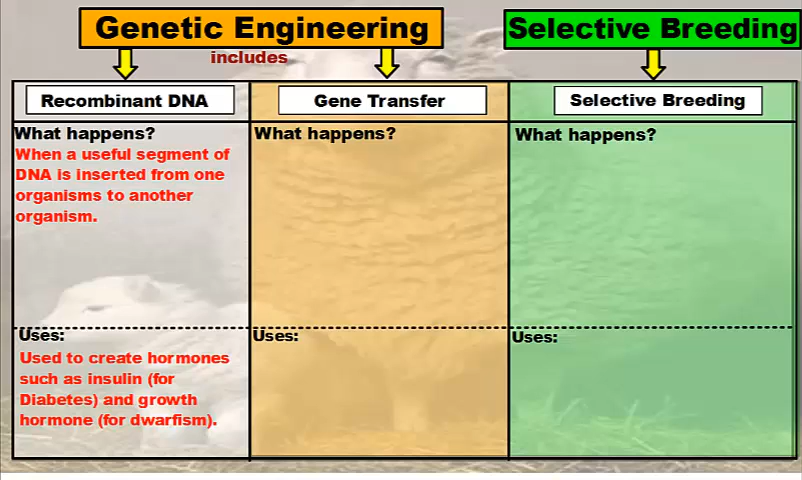 Genetic Engineering
Selective Breeding
includes
Recombinant DNA
Gene Transfer
Selective Breeding
What happens?
When a useful segment of
DNA is inserted from one
organisms to another
organism.
What happens?
What happens?
Uses:
Used to create hormones
such as insulin (for
Diabetes) and growth
hormone (for dwarfism).
Uses:
Uses: